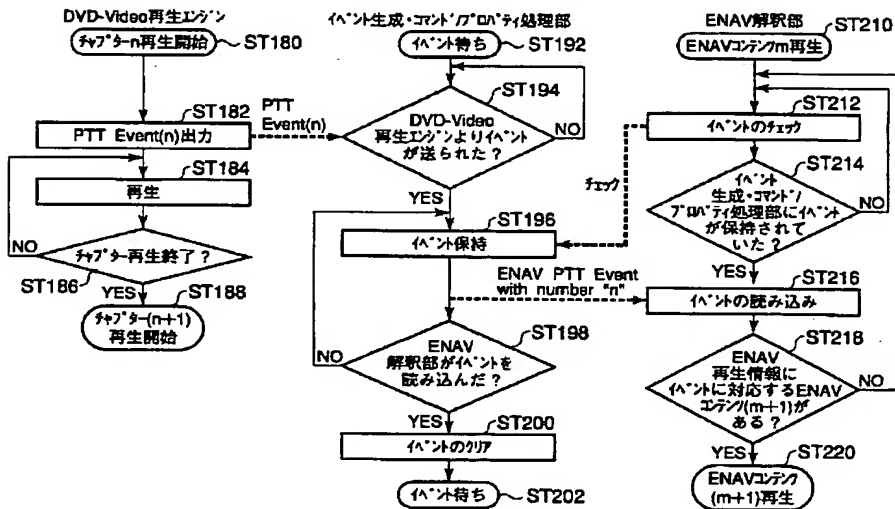 DVD-Video再生エンジン
チャプターn再生開始
ST180
ST182
PTT Event(n)出力
PTT
Event(n)
ST184
再生
NO
チャプター再生終了？
ST186
YES
ST188
チャプター(n+1)
再生開始
イベント生成・コマンド/プロパティ処理部
イベント待ち
ST192
ST194
DVD-Video
再生エンジンよりイベント
が送られた？
NO
YES
ST196
イベント保持
チェック
ENAV PTT Event
with number "n"
ST198
NO
ENAV
解釈部がイベントを
読み込んだ？
YES
ST200
イベントのクリア
イベント待ち
ST202
ENAV解釈部
ST210
ENAVコンテンツm再生
ST212
イベントのチェック
ST214
イベント
生成・コマンド/
プロパティ処理部にイベント
が保持されて
いた？
NO
YES
ST216
イベントの読み込み
ST218
ENAV
再生情報に
イベントに対応するENAV
コンテンツ(m+1)が
ある？
NO
YES
ST220
ENAVコンテンツ
(m+1)再生